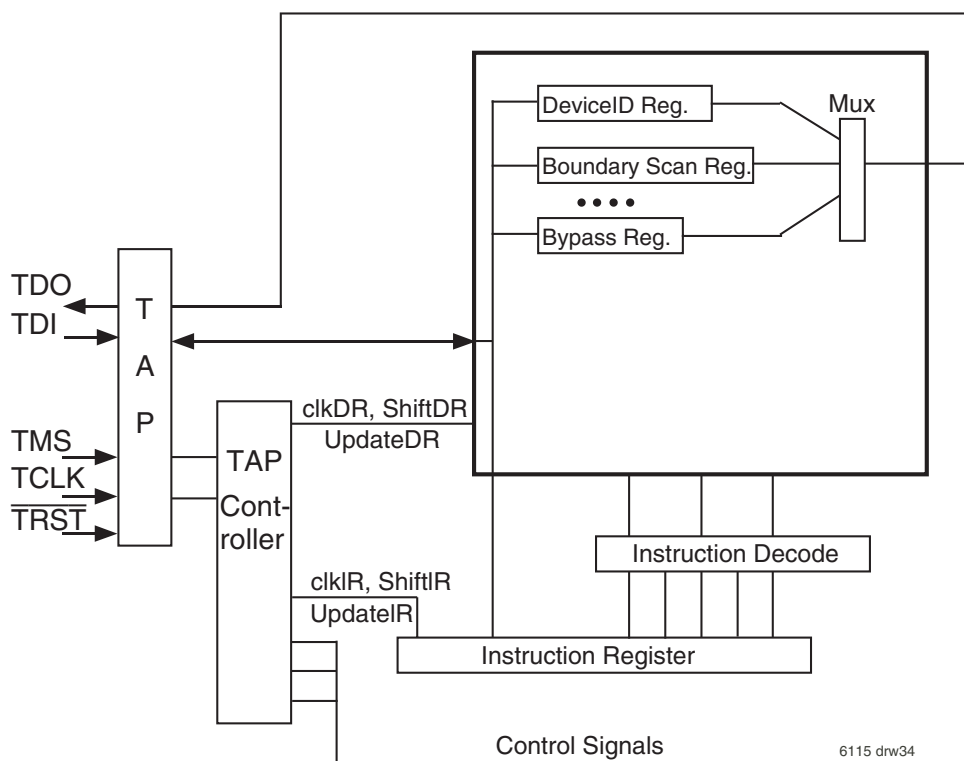 DeviceID Reg.
Mux
Boundary Scan Reg.
Bypass Reg.
TDO
TDI
T
A
P
TMS
TCLK
TRST
clkDR, ShiftDR
UpdateDR
TAP
Cont-
roller
Instruction Decode
clkIR, ShiftIR
UpdateIR
Instruction Register
Control Signals
6115 drw34